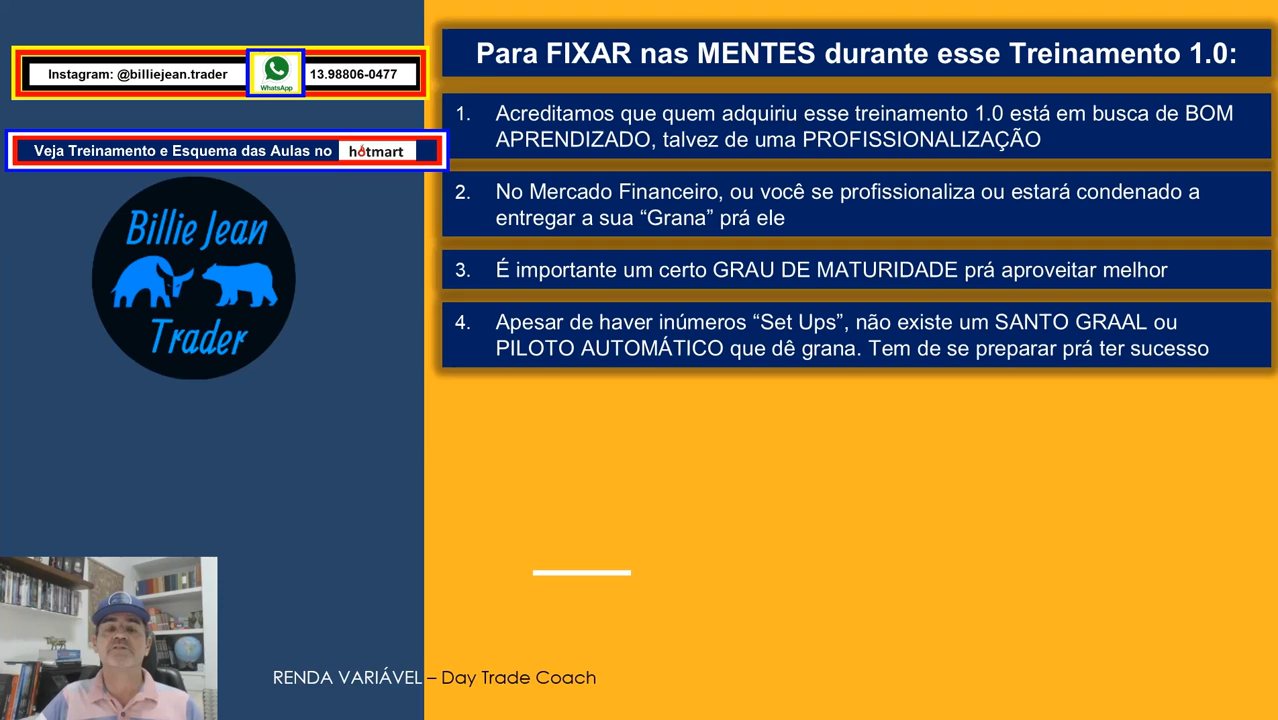 Instagram: @billiejean.trader
WhatsApp
13.98806-0477
Veja Treinamento e Esquema das Aulas no hotmart
Billie Jean
Trader
Para FIXAR nas MENTES durante esse Treinamento 1.0:
1. Acreditamos que quem adquiriu esse treinamento 1.0 está em busca de BOM
APRENDIZADO, talvez de uma PROFISSIONALIZAÇÃO
2. No Mercado Financeiro, ou você se profissionaliza ou estará condenado a
entregar a sua “Grana” prá ele
3. É importante um certo GRAU DE MATURIDADE prá aproveitar melhor
4. Apesar de haver inúmeros “Set Ups”, não existe um SANTO GRAAL ou
PILOTO AUTOMÁTICO que dê grana. Tem de se preparar prá ter sucesso
RENDA VARIÁVEL – Day Trade Coach